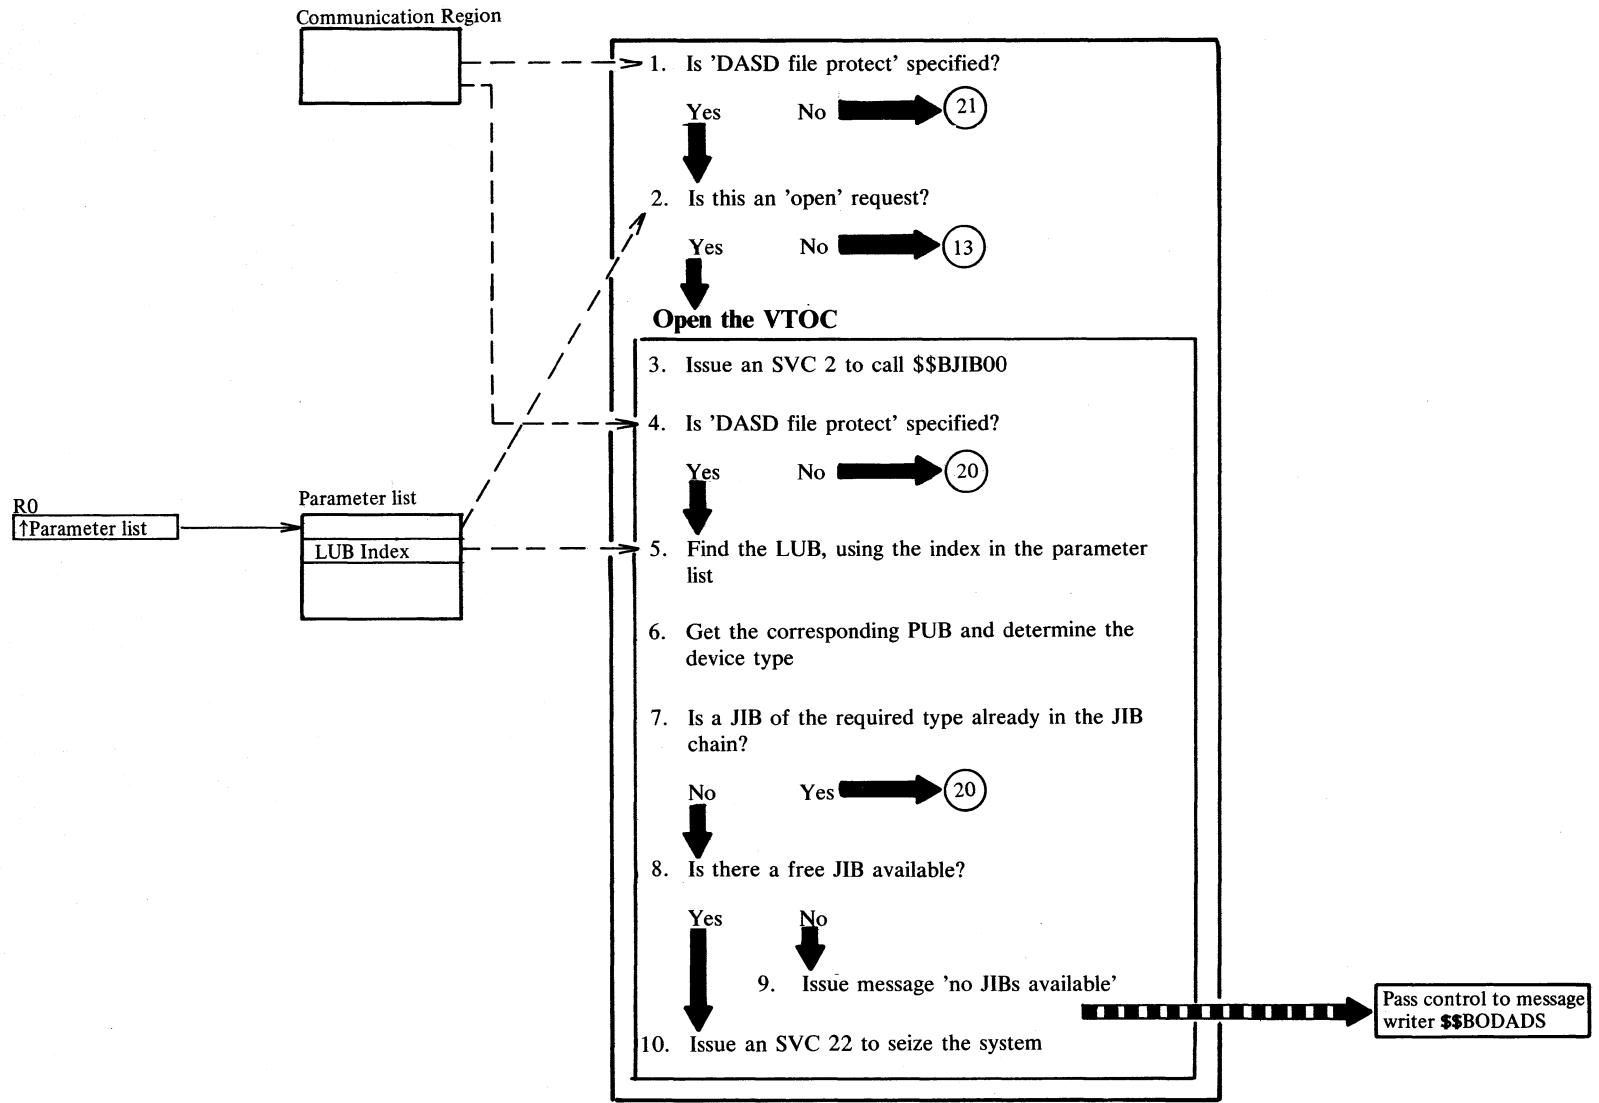 Communication Region
1. Is 'DASD file protect' specified?
Yes No 21
2. Is this an 'open' request?
Yes No 13
Open the VTOC
3. Issue an SVC 2 to call $$BJIB00
4. Is 'DASD file protect' specified?
Yes No 20
R0
↑Parameter list
Parameter list
LUB Index
5. Find the LUB, using the index in the parameter
list
6. Get the corresponding PUB and determine the
device type
7. Is a JIB of the required type already in the JIB
chain?
No Yes 20
8. Is there a free JIB available?
Yes No
9. Issue message 'no JIBs available'
Pass control to message
writer $$BODADS
10. Issue an SVC 22 to seize the system